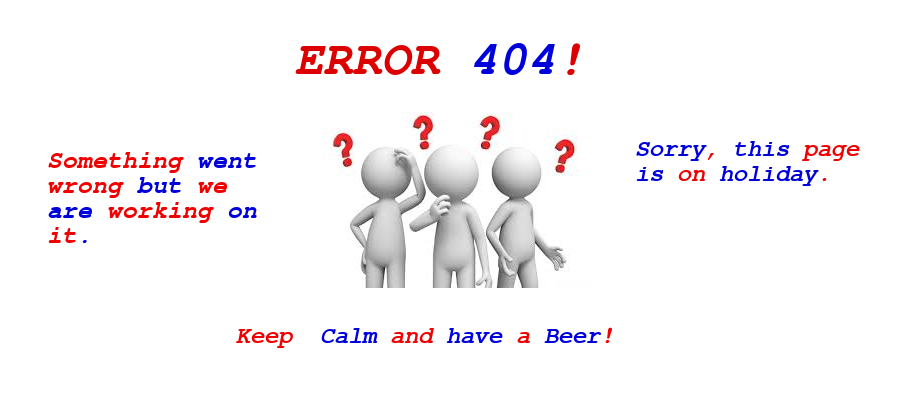 ERROR 404!
Something went
wrong but we
are working on
it.
Sorry, this page
is on holiday.
? ? ? ?
Keep Calm and have a Beer!